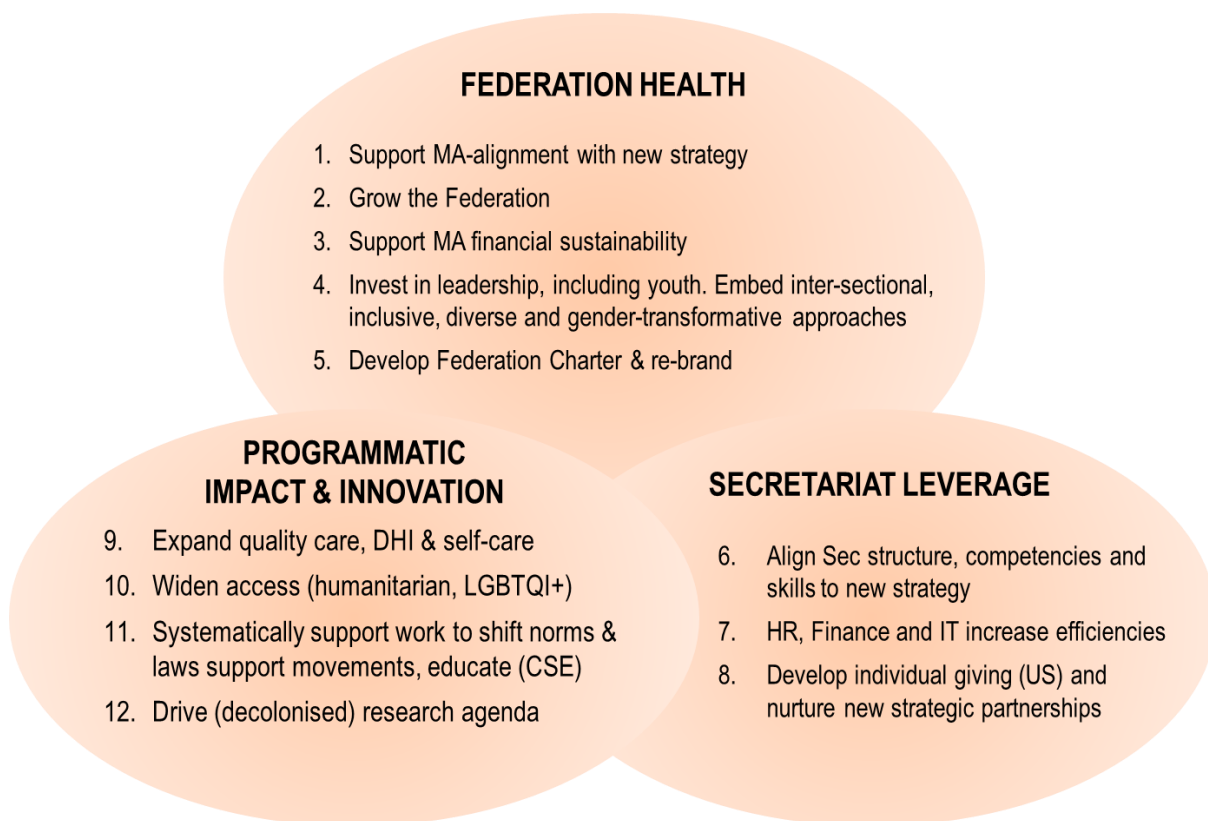 FEDERATION HEALTH
1. Support MA-alignment with new strategy
2. Grow the Federation
3. Support MA financial sustainability
4. Invest in leadership, including youth. Embed inter-sectional,
inclusive, diverse and gender-transformative approaches
5. Develop Federation Charter & re-brand
PROGRAMMATIC
IMPACT & INNOVATION
9. Expand quality care, DHI & self-care
10. Widen access (humanitarian, LGBTQI+)
11. Systematically support work to shift norms &
laws support movements, educate (CSE)
12. Drive (decolonised) research agenda
SECRETARIAT LEVERAGE
6. Align Sec structure, competencies and
skills to new strategy
7. HR, Finance and IT increase efficiencies
8. Develop individual giving (US) and
nurture new strategic partnerships